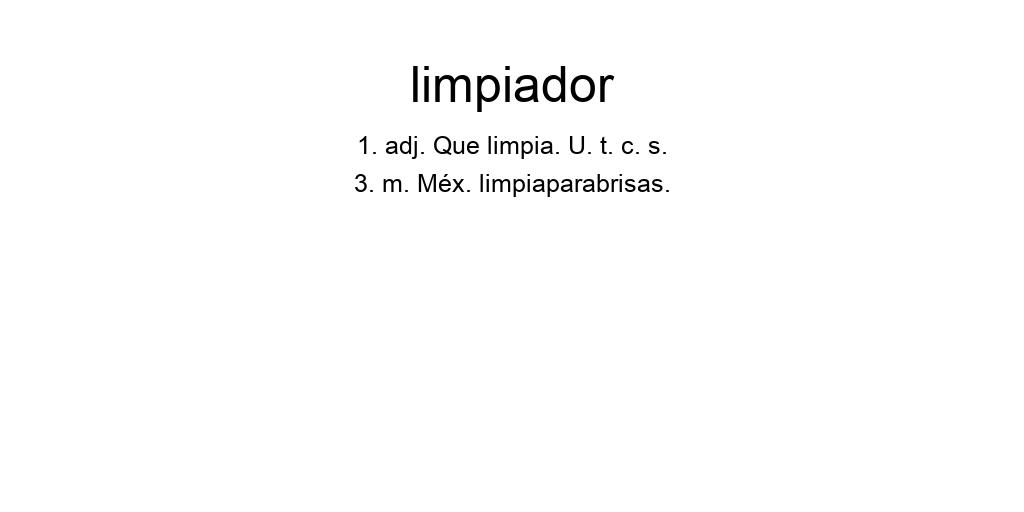 limpiador
1. adj. Que limpia. U. t. c. s.
3. m. Méx. limpiaparabrisas.